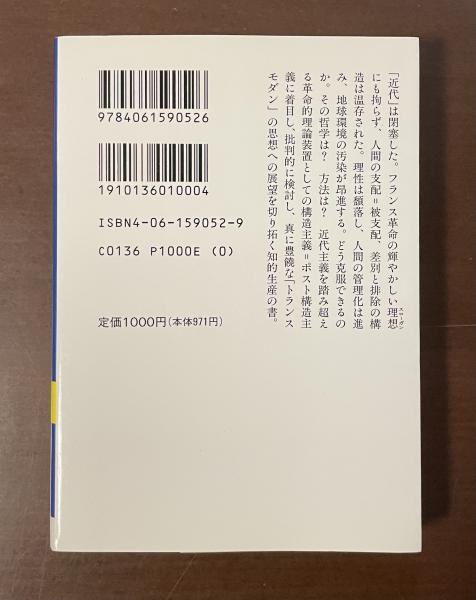 「近代」は閉塞した。フランス革命の輝やかしい理想
スローガン
にも拘らず、人間の支配=被支配、差別と排除の構
造は温存された。理性は頽落し、人間の管理化は進
み、地球環境の汚染が昂進する。どう克服できるの
か。その哲学は?方法は?近代主義を踏み超え
る革命的理論装置としての構造主義=ポスト構造主
義に着目し、批判的に検討し、真に豊饒な「トランス
モダン」の思想への展望を切り拓く知的生産の書。
9784061590526
1910136010004
ISBN4-06-159052-9
C0136 P1000E (0)
定価1000円(本体971円)